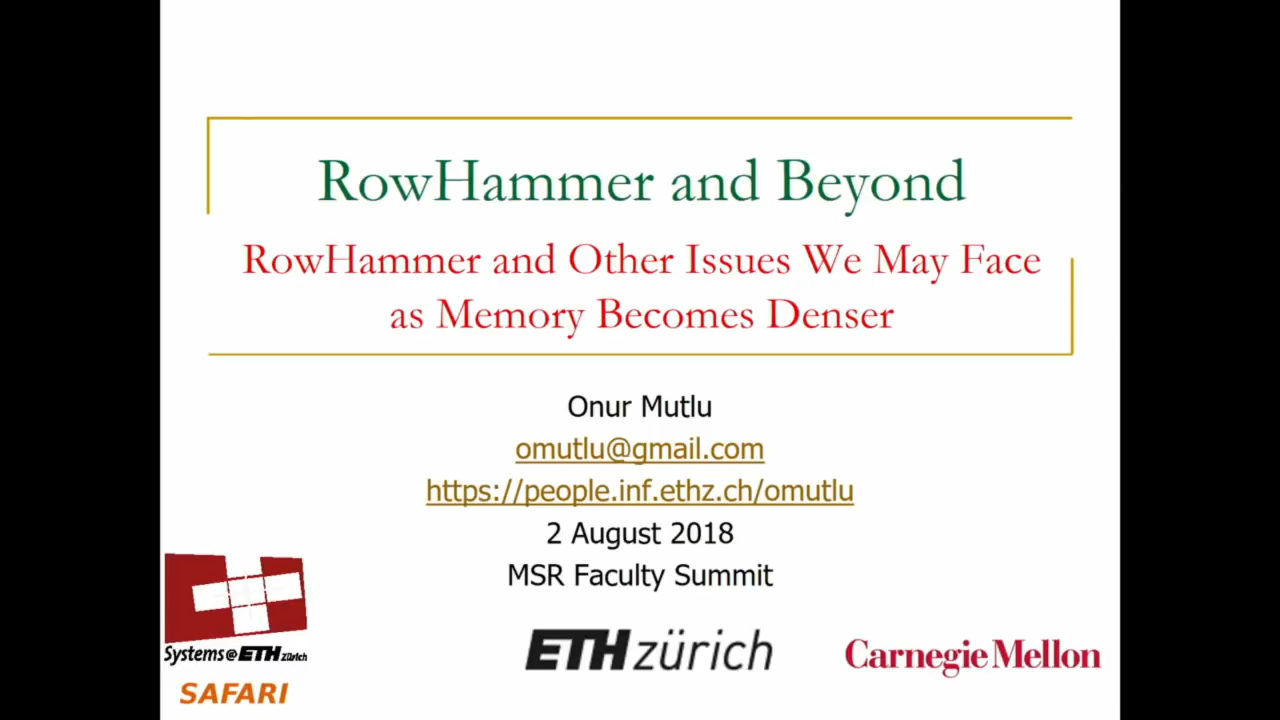 RowHammer and Beyond
RowHammer and Other Issues We May Face
as Memory Becomes Denser
Onur Mutlu
omutlu@gmail.com
https://people.inf.ethz.ch/omutlu
2 August 2018
MSR Faculty Summit
Systems@ETH zürich
SAFARI
ETH zürich
Carnegie Mellon